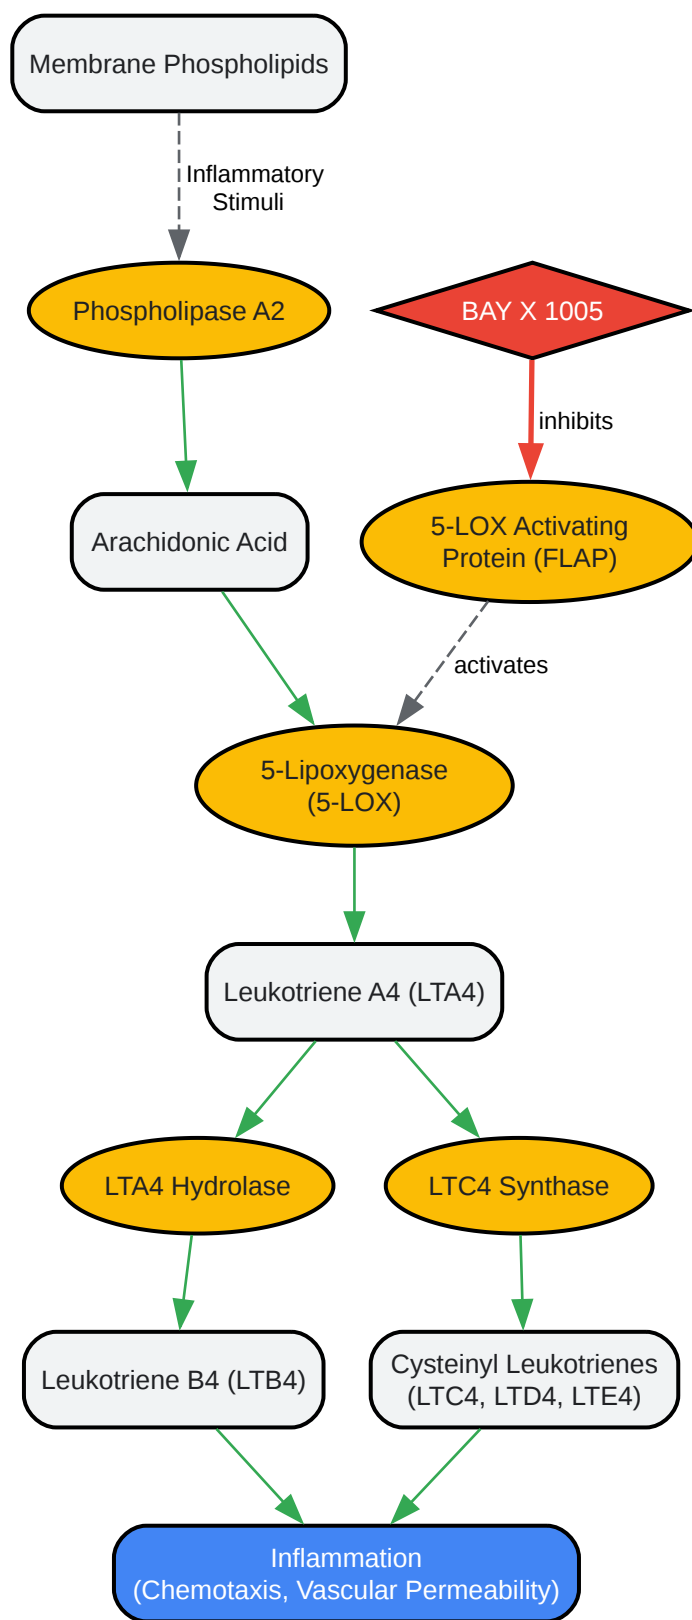 Membrane Phospholipids
Inflammatory
Stimuli
Phospholipase A2
BAY X 1005
inhibits
Arachidonic Acid
5-LOX Activating
Protein (FLAP)
activates
5-Lipoxygenase
(5-LOX)
Leukotriene A4 (LTA4)
LTA4 Hydrolase
LTC4 Synthase
Leukotriene B4 (LTB4)
Cysteinyl Leukotrienes
(LTC4, LTD4, LTE4)
Inflammation
(Chemotaxis, Vascular Permeability)